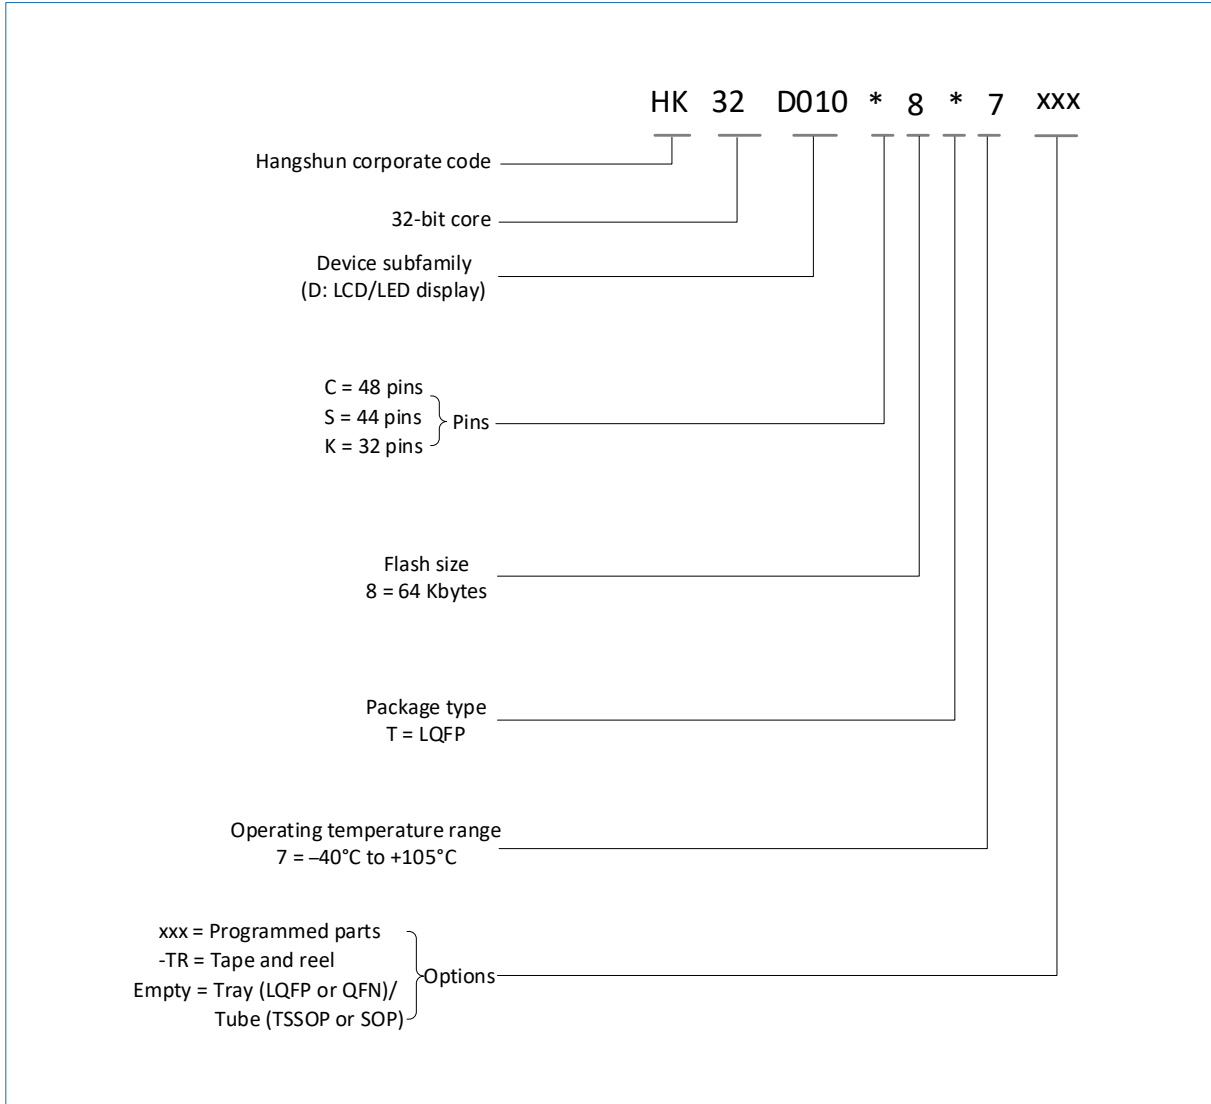 HK 32 D010 * 8 * 7 xxx
Hangshun corporate code
32-bit core
Device subfamily
(D: LCD/LED display)
C = 48 pins
S = 44 pins
K = 32 pins
Pins
Flash size
8 = 64 Kbytes
Package type
T = LQFP
Operating temperature range
7 = –40°C to +105°C
xxx = Programmed parts
-TR = Tape and reel
Empty = Tray (LQFP or QFN)/
Tube (TSSOP or SOP)
Options